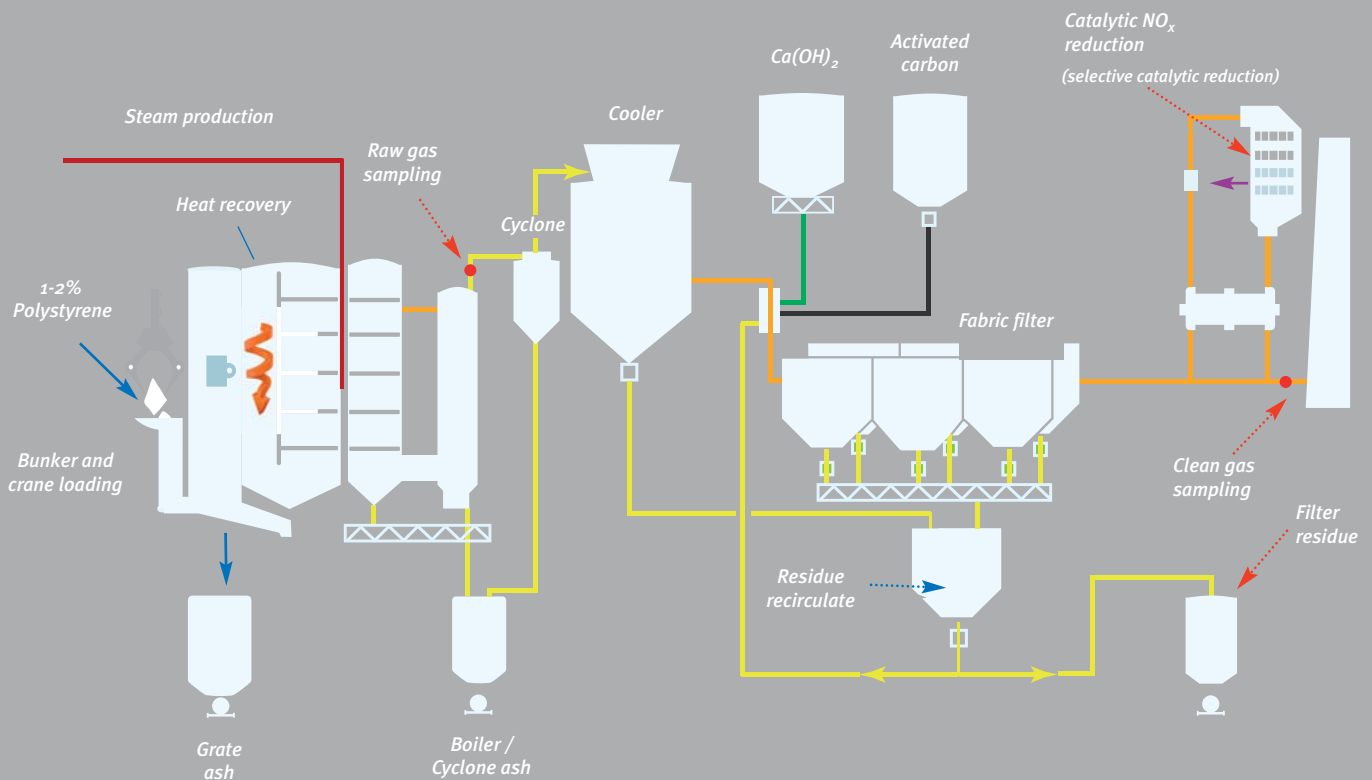 Catalytic NOx
reduction
(selective catalytic reduction)
Activated
carbon
Ca(OH)2
Cooler
Steam production
Raw gas
sampling
Heat recovery
Cyclone
1-2%
Polystyrene
Fabric filter
Bunker and
crane loading
Clean gas
sampling
Filter
residue
Residue
recirculate
Grate
ash
Boiler /
Cyclone ash